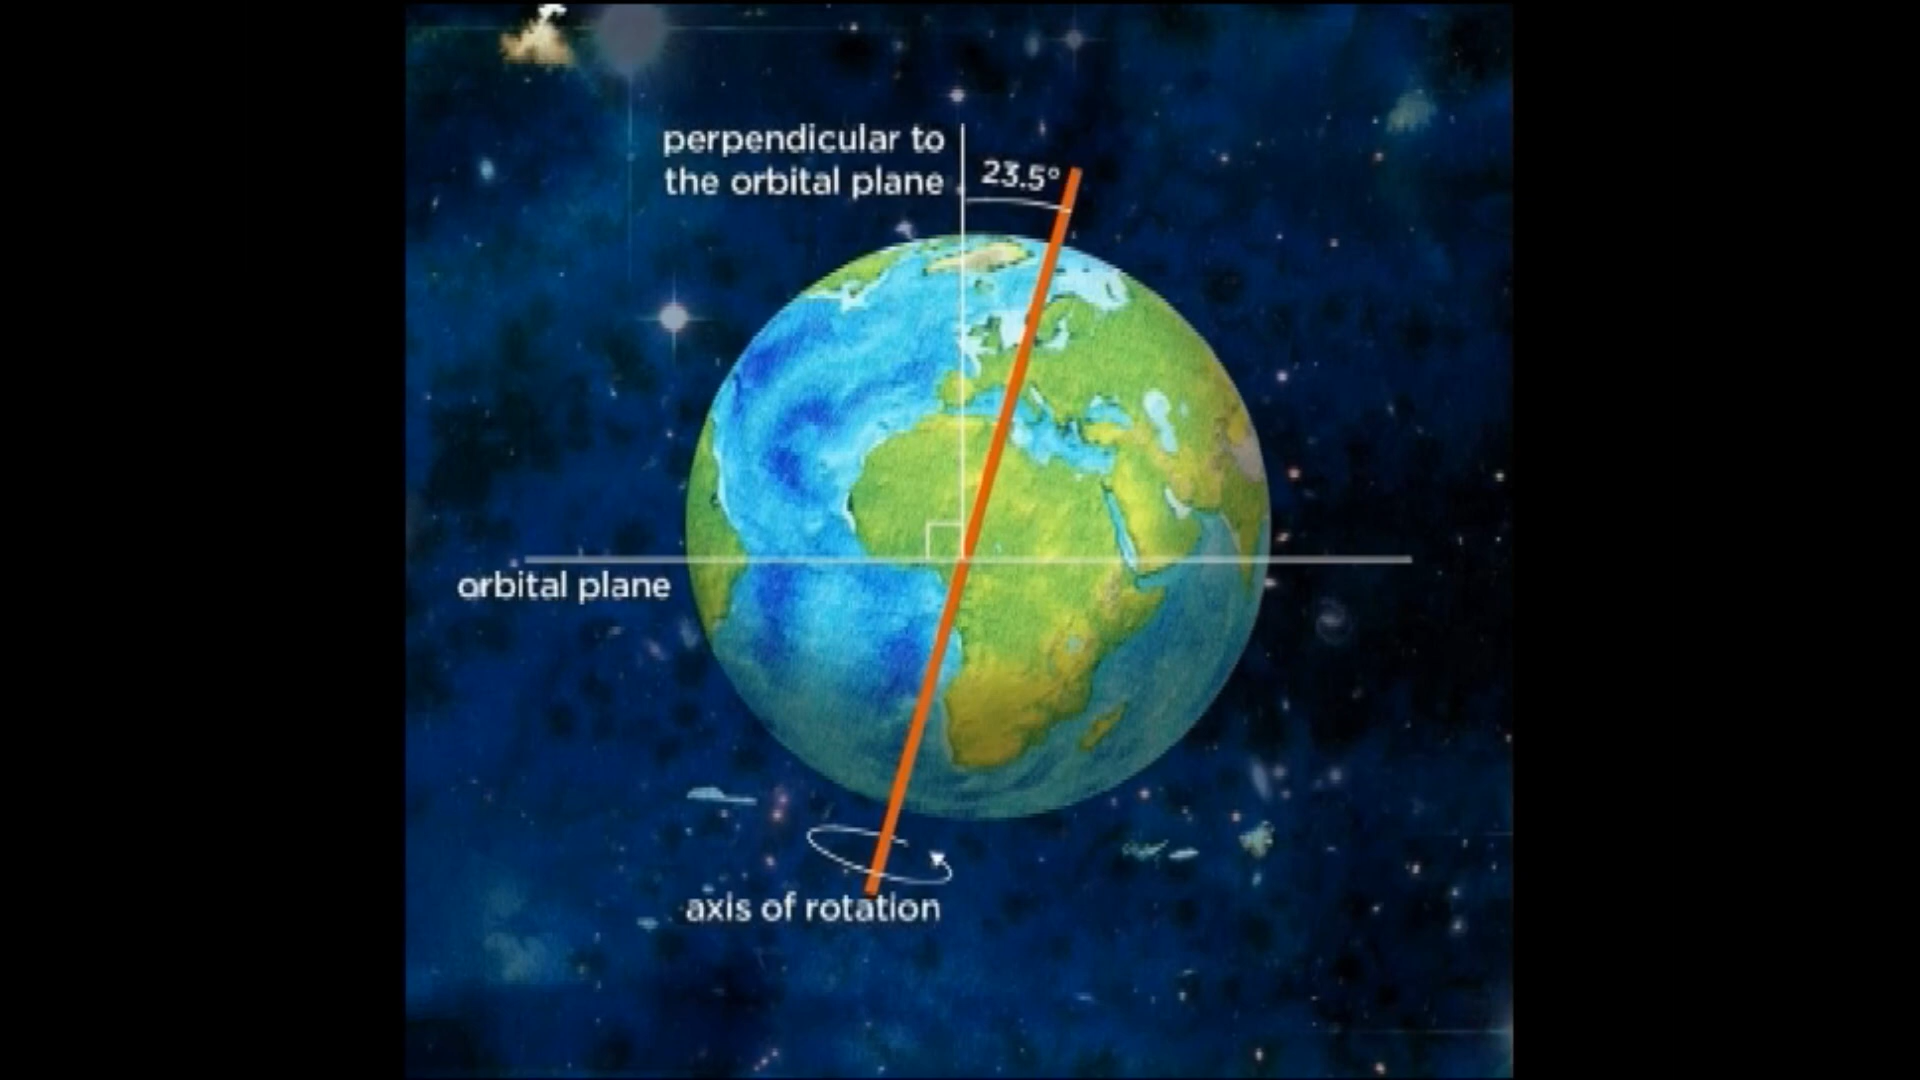 perpendicular to
the orbital plane
23.5°
orbital plane
axis of rotation